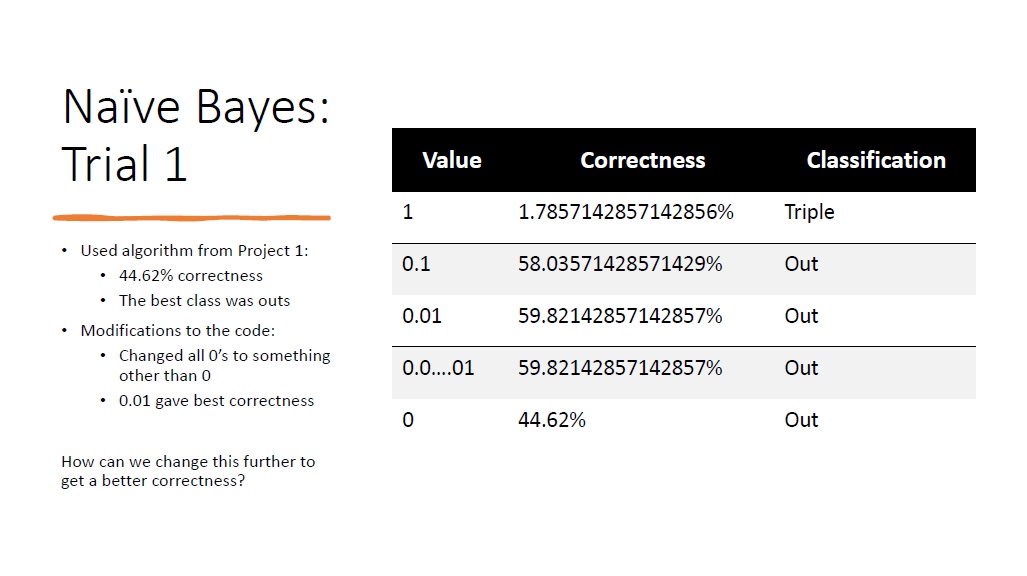 Naïve Bayes:
Trial 1
• Used algorithm from Project 1:
• 44.62% correctness
• The best class was outs
• Modifications to the code:
• Changed all 0’s to something
other than 0
• 0.01 gave best correctness
How can we change this further to
get a better correctness?
Value Correctness Classification
1 1.7857142857142856% Triple
0.1 58.03571428571429% Out
0.01 59.82142857142857% Out
0.0….01 59.82142857142857% Out
0 44.62% Out